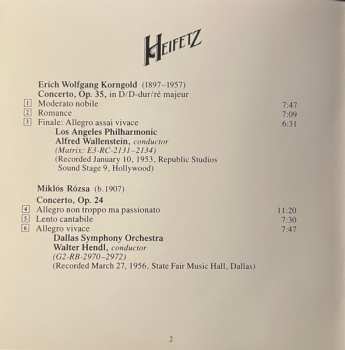 HEIFETZ
Erich Wolfgang Korngold (1897–1957)
Concerto, Op. 35, in D/D-dur/ré majeur
1 Moderato nobile 7:47
2 Romance 7:09
3 Finale: Allegro assai vivace 6:31
Los Angeles Philharmonic
Alfred Wallenstein, conductor
(Matrix: E3-RC-2131–2134)
(Recorded January 10, 1953, Republic Studios
Sound Stage 9, Hollywood)
Miklós Rózsa (b. 1907)
Concerto, Op. 24
4 Allegro non troppo ma passionato 11:20
5 Lento cantabile 7:30
6 Allegro vivace 7:47
Dallas Symphony Orchestra
Walter Hendl, conductor
(G2-RB-2970–2972)
(Recorded March 27, 1956, State Fair Music Hall, Dallas)
2